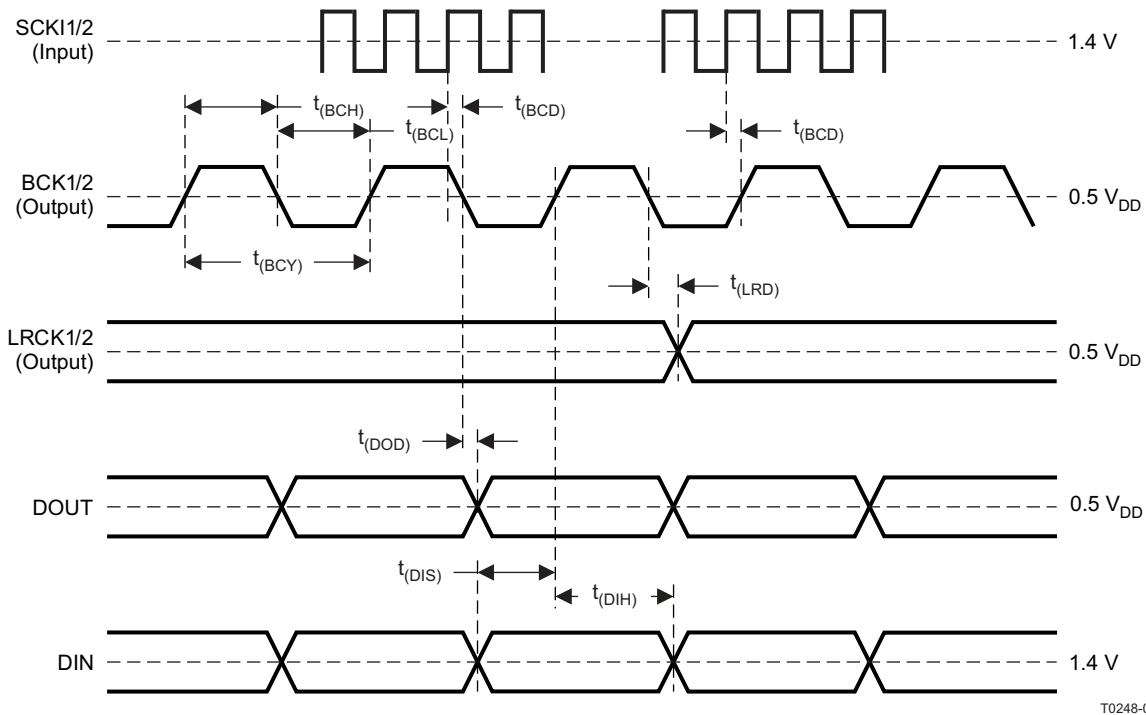 SCKI1/2
(Input)
1.4 V
t(BCH)
t(BCL)
t(BCD)
t(BCD)
BCK1/2
(Output)
0.5 VDD
t(BCY)
t(LRD)
LRCK1/2
(Output)
0.5 VDD
t(DOD)
DOUT
0.5 VDD
t(DIS)
t(DIH)
DIN
1.4 V